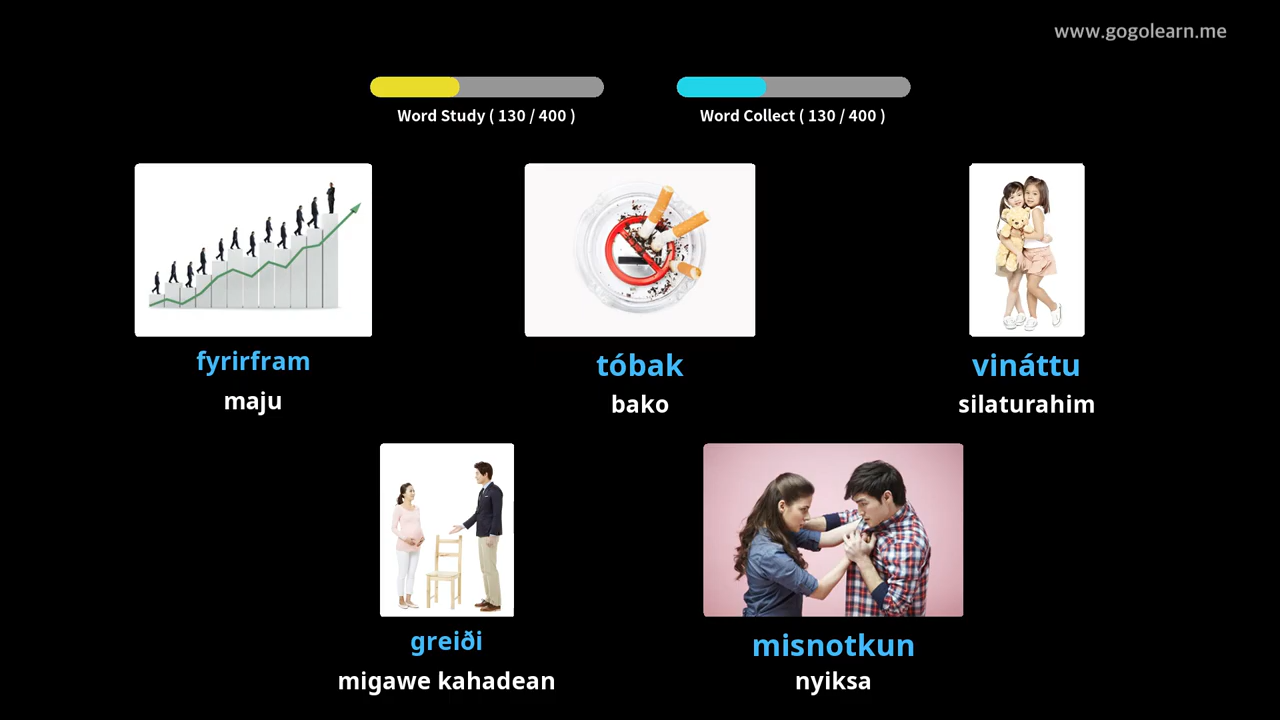 www.gogolearn.me
Word Study ( 130 / 400 )
Word Collect ( 130 / 400 )
fyrirfram
maju
tóbak
bako
vináttu
silaturahim
greiði
migawe kahadean
misnotkun
nyiksa